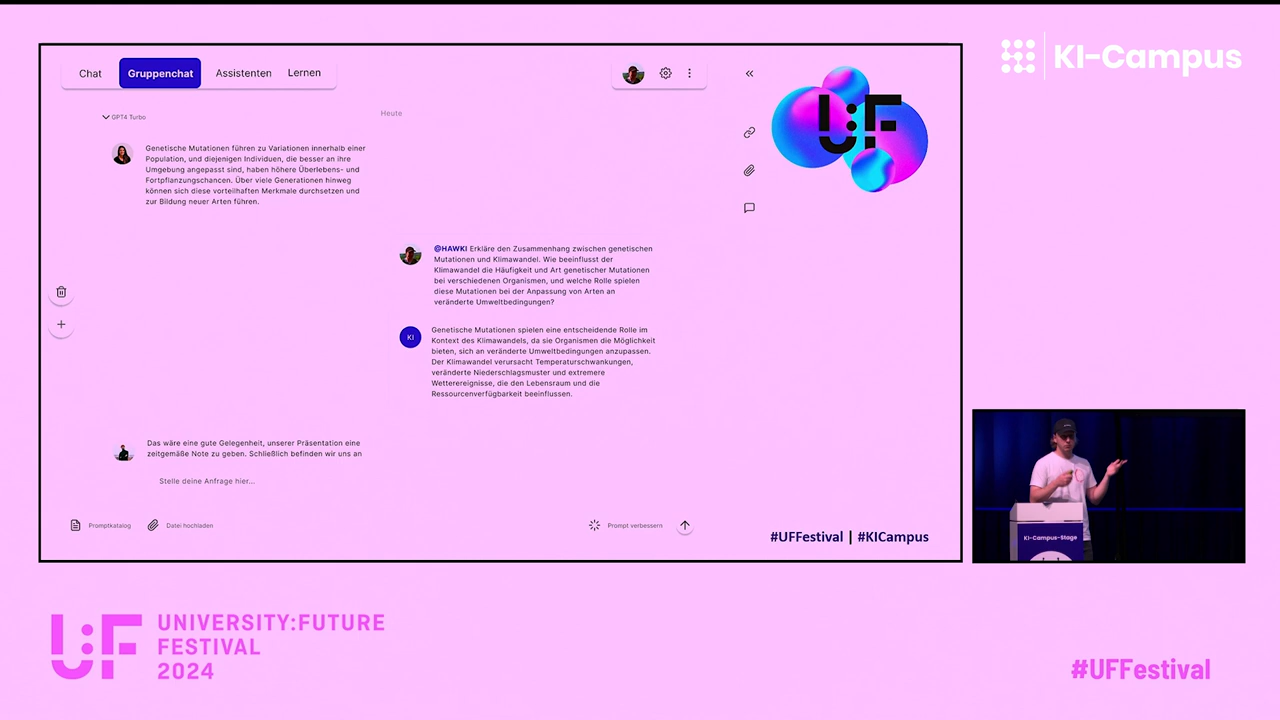 Chat
Gruppenchat
Assistenten
Lernen
KI-Campus
GPT4 Turbo
Heute
U:F
Genetische Mutationen führen zu Variationen innerhalb einer
Population, und diejenigen Individuen, die besser an ihre
Umgebung angepasst sind, haben höhere Überlebens- und
Fortpflanzungschancen. Über viele Generationen hinweg
können sich diese vorteilhaften Merkmale durchsetzen und
zur Bildung neuer Arten führen.
@HAWKI Erkläre den Zusammenhang zwischen genetischen
Mutationen und Klimawandel. Wie beeinflusst der
Klimawandel die Häufigkeit und Art genetischer Mutationen
bei verschiedenen Organismen, und welche Rolle spielen
diese Mutationen bei der Anpassung von Arten an
veränderte Umweltbedingungen?
KI
Genetische Mutationen spielen eine entscheidende Rolle im
Kontext des Klimawandels, da sie Organismen die Möglichkeit
bieten, sich an veränderte Umweltbedingungen anzupassen.
Der Klimawandel verursacht Temperaturschwankungen,
veränderte Niederschlagsmuster und extremere
Wetterereignisse, die den Lebensraum und die
Ressourcenverfügbarkeit beeinflussen.
Das wäre eine gute Gelegenheit, unserer Präsentation eine
zeitgemäße Note zu geben. Schließlich befinden wir uns an
Stelle deine Anfrage hier...
Promptkatalog
Datei hochladen
Prompt verbessern
#UFFestival | #KICampus
KI-Campus-Stage
U:F
UNIVERSITY:FUTURE
FESTIVAL
2024
#UFFestival